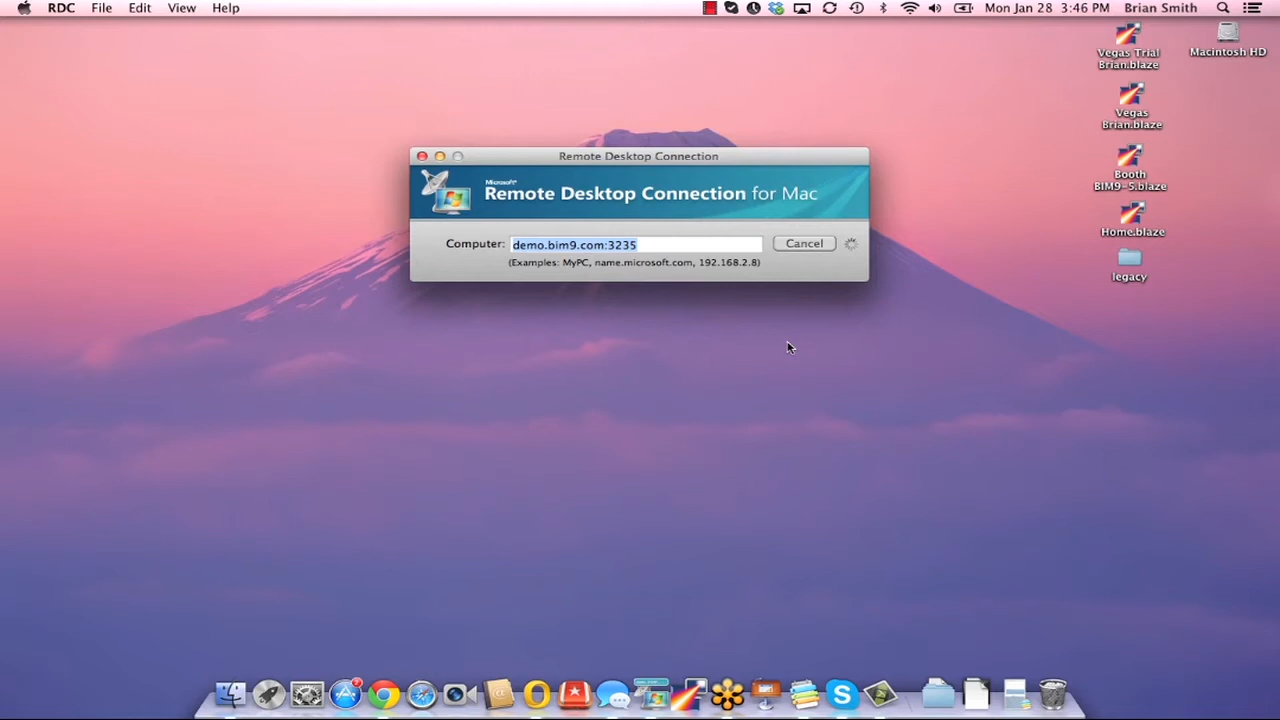 RDC File Edit View Help Mon Jan 28 3:46 PM Brian Smith
Vegas Trial
Brian.blaze
Macintosh HD
Vegas
Brian.blaze
Booth
BIM9-S.blaze
Home.blaze
legacy
Remote Desktop Connection
Microsoft®
Remote Desktop Connection for Mac
Computer: demo.bim9.com:3235 Cancel
(Examples: MyPC, name.microsoft.com, 192.168.2.8)